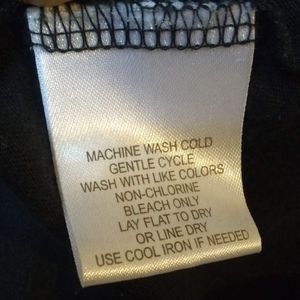 MACHINE WASH COLD
GENTLE CYCLE
WASH WITH LIKE COLORS
NON-CHLORINE
BLEACH ONLY
LAY FLAT TO DRY
OR LINE DRY
USE COOL IRON IF NEEDED